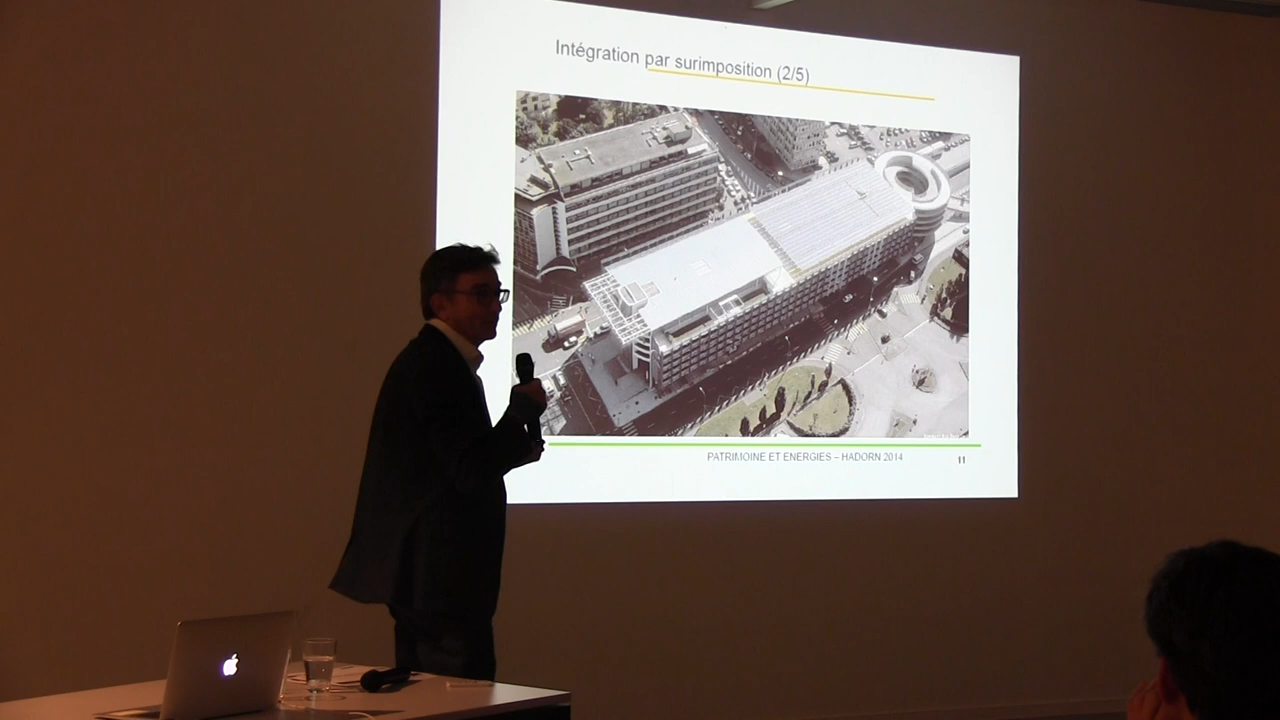 Intégration par surimposition (2/5)
PATRIMOINE ET ENERGIES – HADORN 2014
11